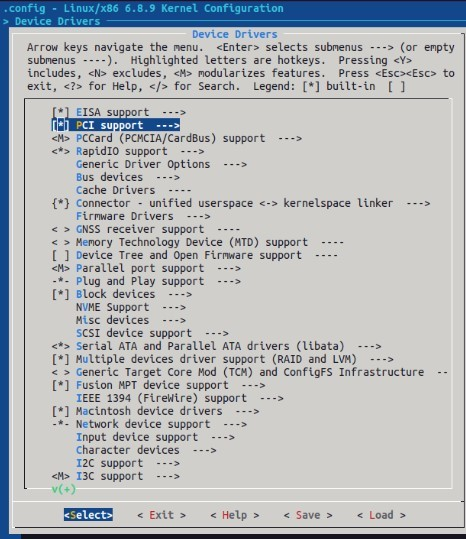 .config - Linux/x86 6.8.9 Kernel Configuration
> Device Drivers
Device Drivers
Arrow keys navigate the menu. <Enter> selects submenus ---> (or empty
submenus ----). Highlighted letters are hotkeys. Pressing <Y>
includes, <N> excludes, <M> modularizes features. Press <Esc><Esc> to
exit, <?> for Help, </> for Search. Legend: [*] built-in [ ]
[*] EISA support --->
[*] PCI support --->
<M> PCCard (PCMCIA/CardBus) support --->
<*> RapidIO support --->
Generic Driver Options --->
Bus devices --->
Cache Drivers ----
{*} Connector - unified userspace <-> kernelspace linker --->
Firmware Drivers --->
< > GNSS receiver support ----
< > Memory Technology Device (MTD) support ----
[ ] Device Tree and Open Firmware support ----
<M> Parallel port support --->
-*- Plug and Play support --->
[*] Block devices --->
NVME Support --->
Misc devices --->
SCSI device support --->
<*> Serial ATA and Parallel ATA drivers (libata) --->
[*] Multiple devices driver support (RAID and LVM) --->
< > Generic Target Core Mod (TCM) and ConfigFS Infrastructure --
[*] Fusion MPT device support --->
IEEE 1394 (FireWire) support --->
[*] Macintosh device drivers --->
-*- Network device support --->
Input device support --->
Character devices --->
I2C support --->
<M> I3C support --->
v(+)
<Select> < Exit > < Help > < Save > < Load >